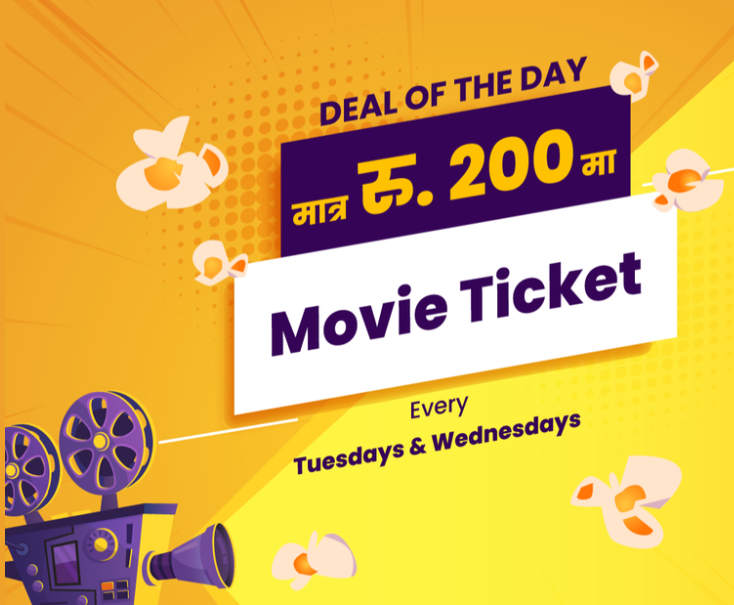 DEAL OF THE DAY
मात्र रु. 200 मा
Movie Ticket
Every
Tuesdays & Wednesdays